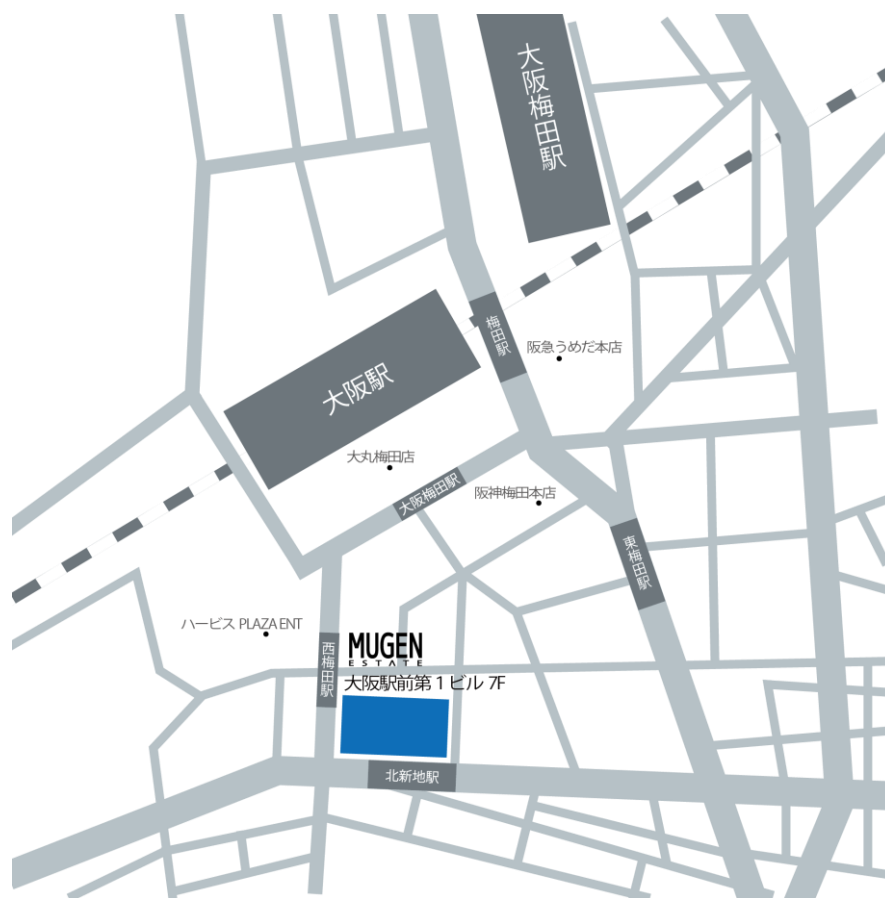 大阪梅田駅
梅田駅
阪急うめだ本店
大阪駅
大丸梅田店
大阪梅田駅
阪神梅田本店
東梅田駅
ハービス PLAZA ENT
西梅田駅
MUGEN
ESTATE
大阪駅前第1ビル 7F
北新地駅